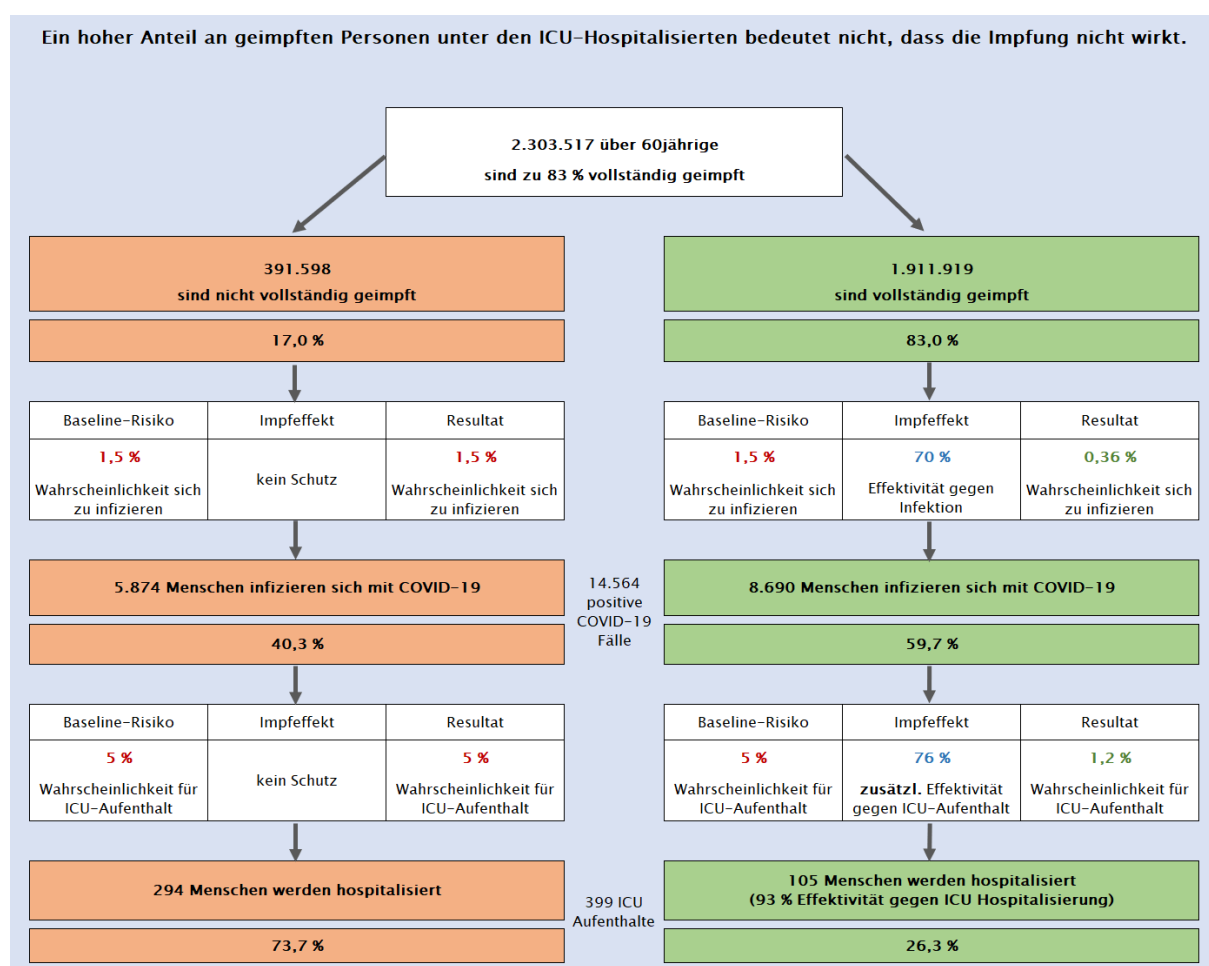 Ein hoher Anteil an geimpften Personen unter den ICU-Hospitalisierten bedeutet nicht, dass die Impfung nicht wirkt.
2.303.517 über 60jährige
sind zu 83 % vollständig geimpft
391.598
sind nicht vollständig geimpft
17,0 %
1.911.919
sind vollständig geimpft
83,0 %
Baseline-Risiko
Impfeffekt
Resultat
1,5 %
Wahrscheinlichkeit sich
zu infizieren
kein Schutz
1,5 %
Wahrscheinlichkeit sich
zu infizieren
Baseline-Risiko
Impfeffekt
Resultat
1,5 %
Wahrscheinlichkeit sich
zu infizieren
70 %
Effektivität gegen
Infektion
0,36 %
Wahrscheinlichkeit sich
zu infizieren
5.874 Menschen infizieren sich mit COVID-19
40,3 %
14.564
positive
COVID-19
Fälle
8.690 Menschen infizieren sich mit COVID-19
59,7 %
Baseline-Risiko
Impfeffekt
Resultat
5 %
Wahrscheinlichkeit für
ICU-Aufenthalt
kein Schutz
5 %
Wahrscheinlichkeit für
ICU-Aufenthalt
Baseline-Risiko
Impfeffekt
Resultat
5 %
Wahrscheinlichkeit für
ICU-Aufenthalt
76 %
zusätzl. Effektivität
gegen ICU-Aufenthalt
1,2 %
Wahrscheinlichkeit für
ICU-Aufenthalt
294 Menschen werden hospitalisiert
73,7 %
399 ICU
Aufenthalte
105 Menschen werden hospitalisiert
(93 % Effektivität gegen ICU Hospitalisierung)
26,3 %